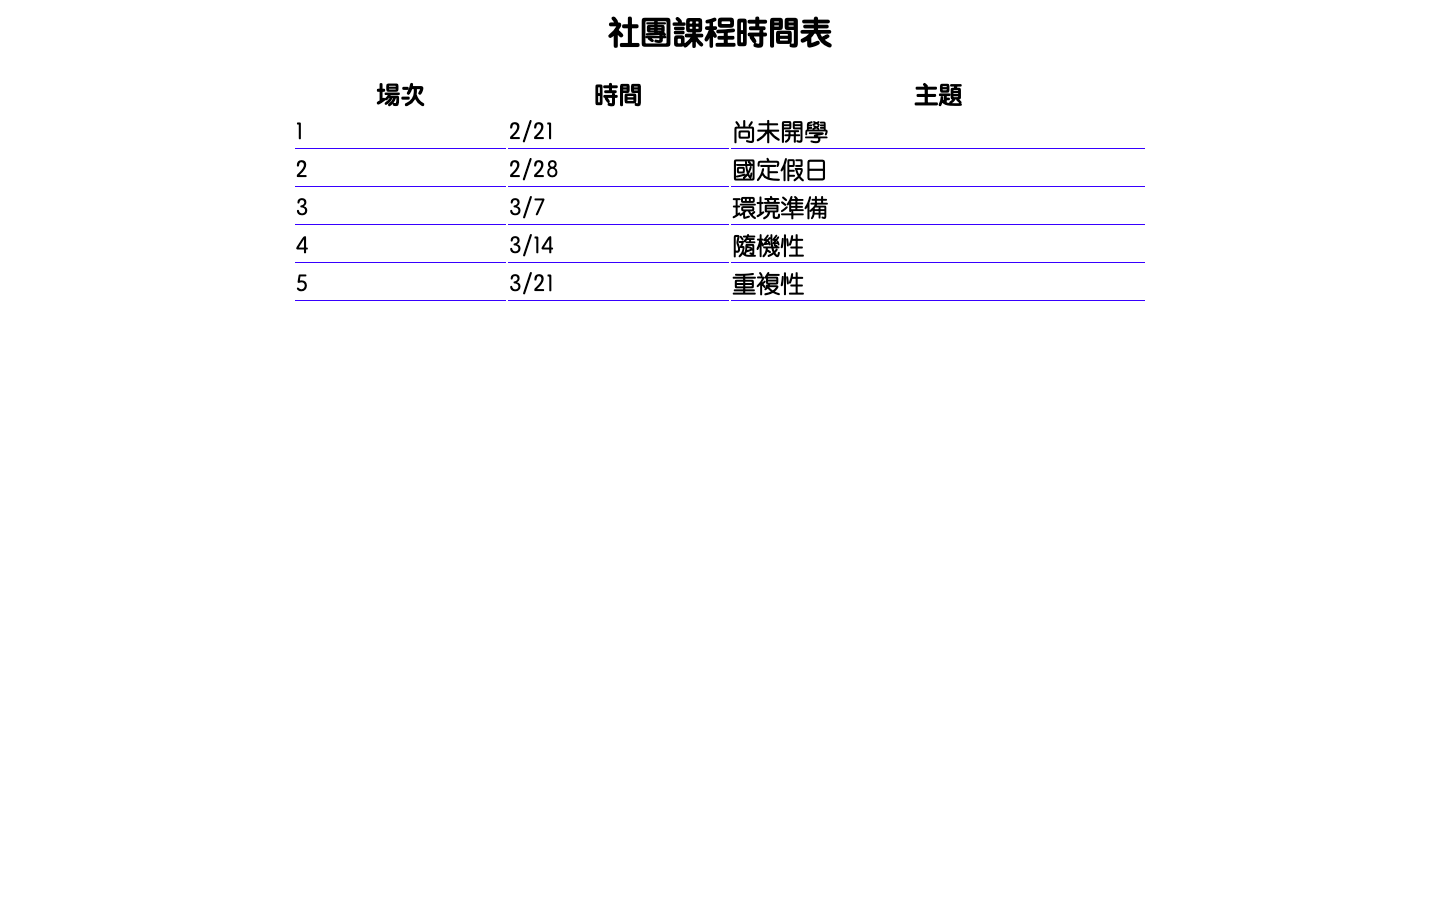 社團課程時間表
場次 時間 主題
1 2/21 尚未開學
2 2/28 國定假日
3 3/7 環境準備
4 3/14 隨機性
5 3/21 重複性